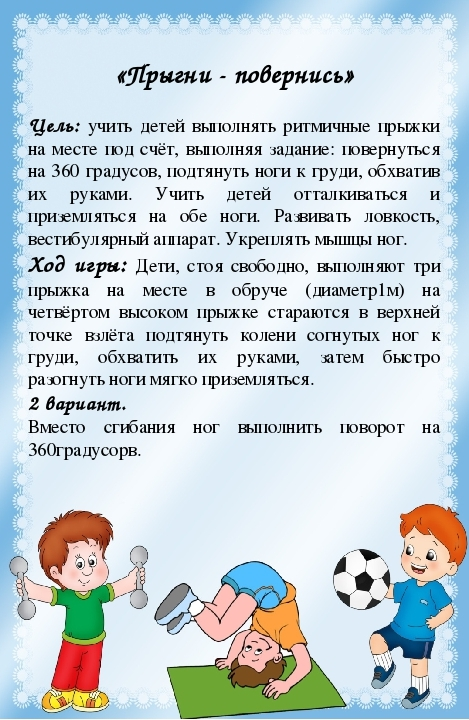 «Прыгни - повернись»
Цель: учить детей выполнять ритмичные прыжки
на месте под счёт, выполняя задание: повернуться
на 360 градусов, подтянуть ноги к груди, обхватив
их руками. Учить детей отталкиваться и
приземляться на обе ноги. Развивать ловкость,
вестибулярный аппарат. Укреплять мышцы ног.
Ход игры: Дети, стоя свободно, выполняют три
прыжка на месте в обруче (диаметр1м) на
четвёртом высоком прыжке стараются в верхней
точке взлёта подтянуть колени согнутых ног к
груди, обхватить их руками, затем быстро
разогнуть ноги мягко приземляться.
2 вариант.
Вместо сгибания ног выполнить поворот на
360градусорв.